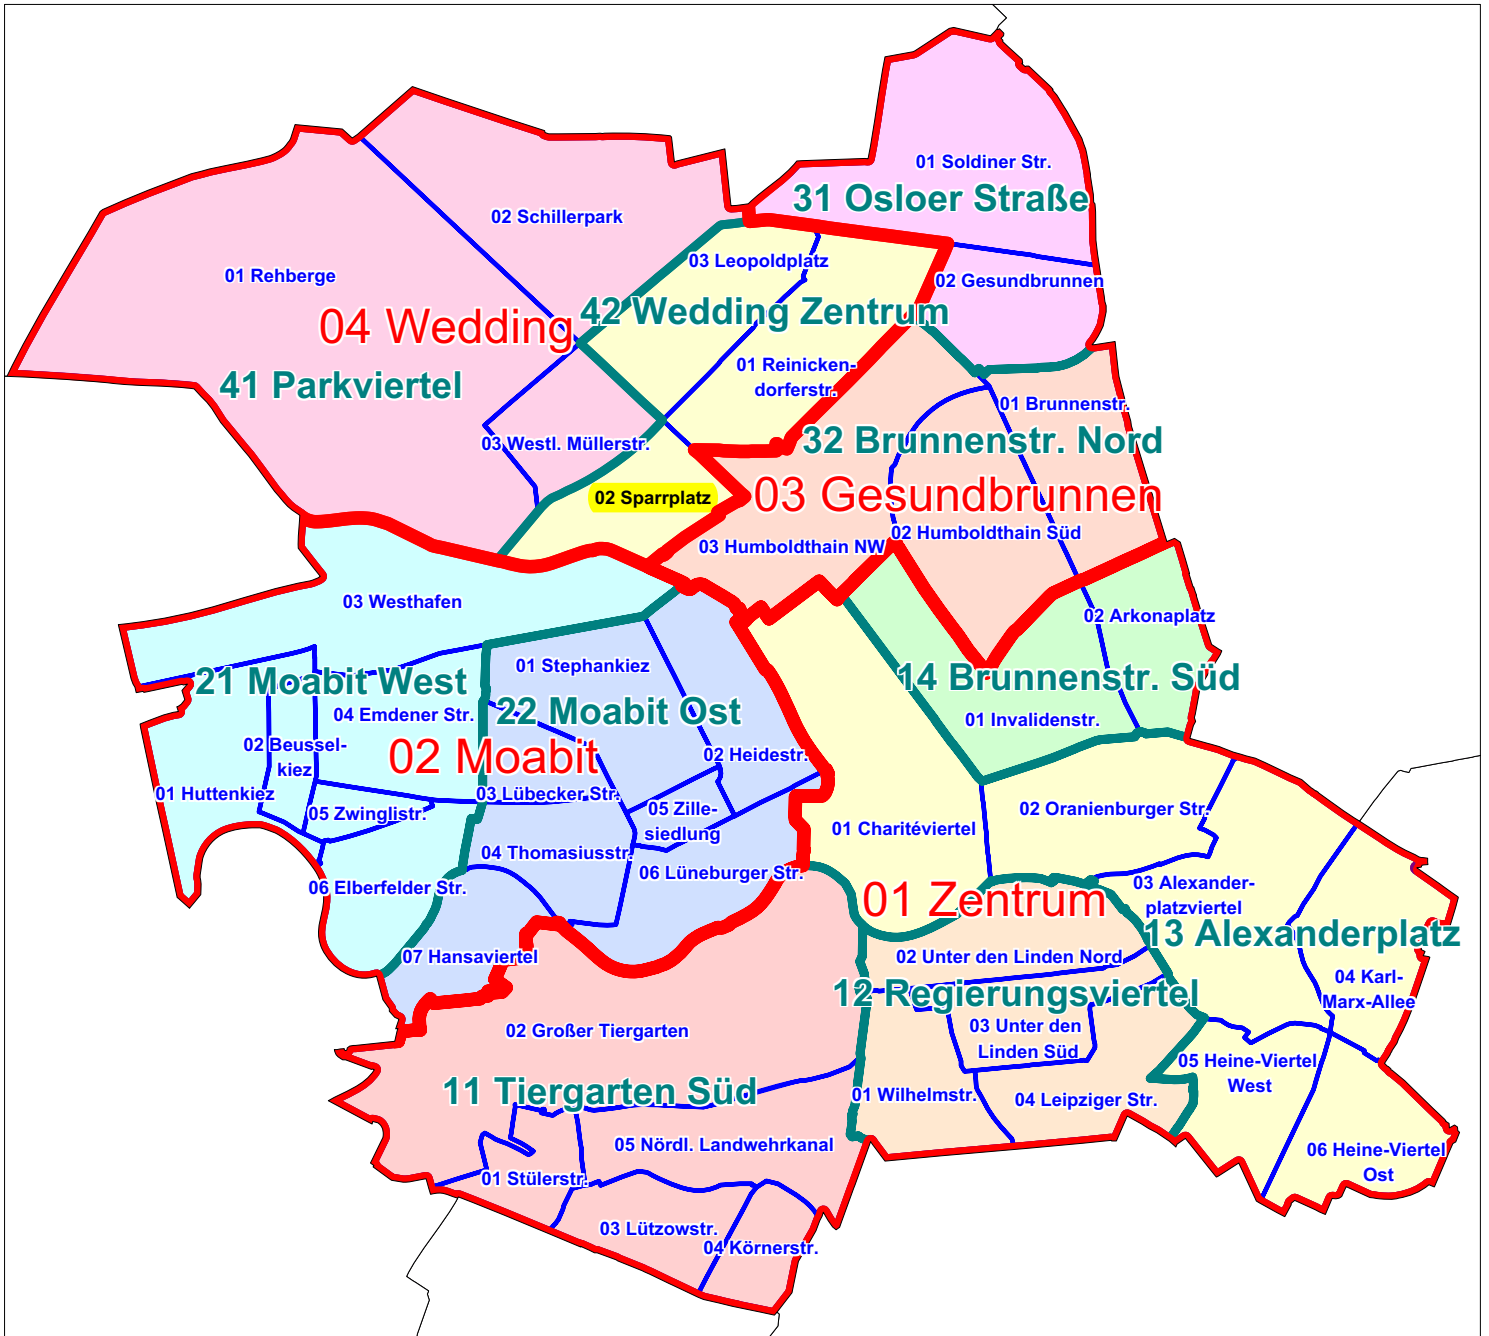 01 Soldiner Str.
31 Osloer Straße
02 Schillerpark
03 Leopoldplatz
01 Rehberge
02 Gesundbrunnen
04 Wedding
42 Wedding Zentrum
01 Reinicken-
dorferstr.
41 Parkviertel
01 Brunnenstr.
03 Westl. Müllerstr.
32 Brunnenstr. Nord
02 Sparrplatz
03 Gesundbrunnen
03 Humboldthain NW
02 Humboldthain Süd
03 Westhafen
02 Arkonaplatz
01 Stephankiez
21 Moabit West
14 Brunnenstr. Süd
04 Emdener Str.
22 Moabit Ost
01 Invalidenstr.
02 Beussel-
kiez
02 Moabit
02 Heidestr.
01 Huttenkiez
03 Lübecker Str.
05 Zwinglistr.
05 Zille-
siedlung
02 Oranienburger Str.
01 Charitéviertel
04 Thomasiusstr.
06 Lüneburger Str.
06 Elberfelder Str.
03 Alexander-
platzviertel
01 Zentrum
13 Alexanderplatz
07 Hansaviertel
02 Unter den Linden Nord
04 Karl-
Marx-Allee
12 Regierungsviertel
02 Großer Tiergarten
03 Unter den
Linden Süd
05 Heine-Viertel
West
11 Tiergarten Süd
01 Wilhelmstr.
04 Leipziger Str.
05 Nördl. Landwehrkanal
06 Heine-Viertel
Ost
01 Stülerstr.
03 Lützowstr.
04 Körnerstr.